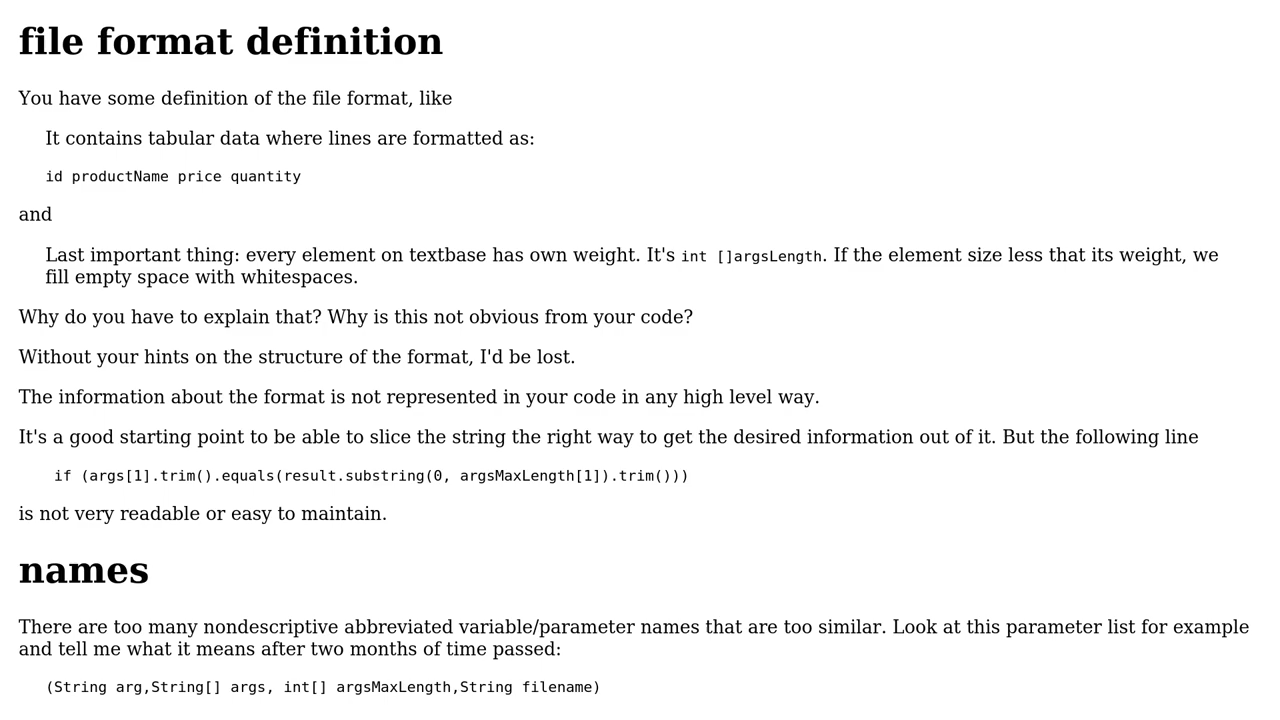 file format definition
You have some definition of the file format, like
It contains tabular data where lines are formatted as:
id productName price quantity
and
Last important thing: every element on textbase has own weight. It's int []argsLength. If the element size less that its weight, we
fill empty space with whitespaces.
Why do you have to explain that? Why is this not obvious from your code?
Without your hints on the structure of the format, I'd be lost.
The information about the format is not represented in your code in any high level way.
It's a good starting point to be able to slice the string the right way to get the desired information out of it. But the following line
if (args[1].trim().equals(result.substring(0, argsMaxLength[1]).trim()))
is not very readable or easy to maintain.
names
There are too many nondescriptive abbreviated variable/parameter names that are too similar. Look at this parameter list for example
and tell me what it means after two months of time passed:
(String arg,String[] args, int[] argsMaxLength,String filename)